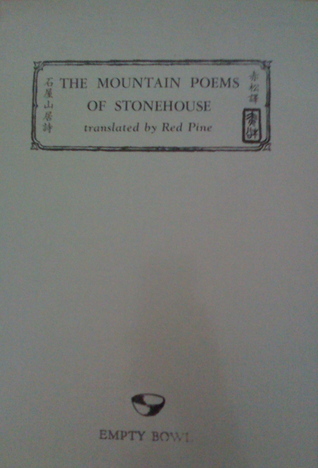 石屋山居詩
THE MOUNTAIN POEMS
OF STONEHOUSE
translated by Red Pine
赤松譯
EMPTY BOWL